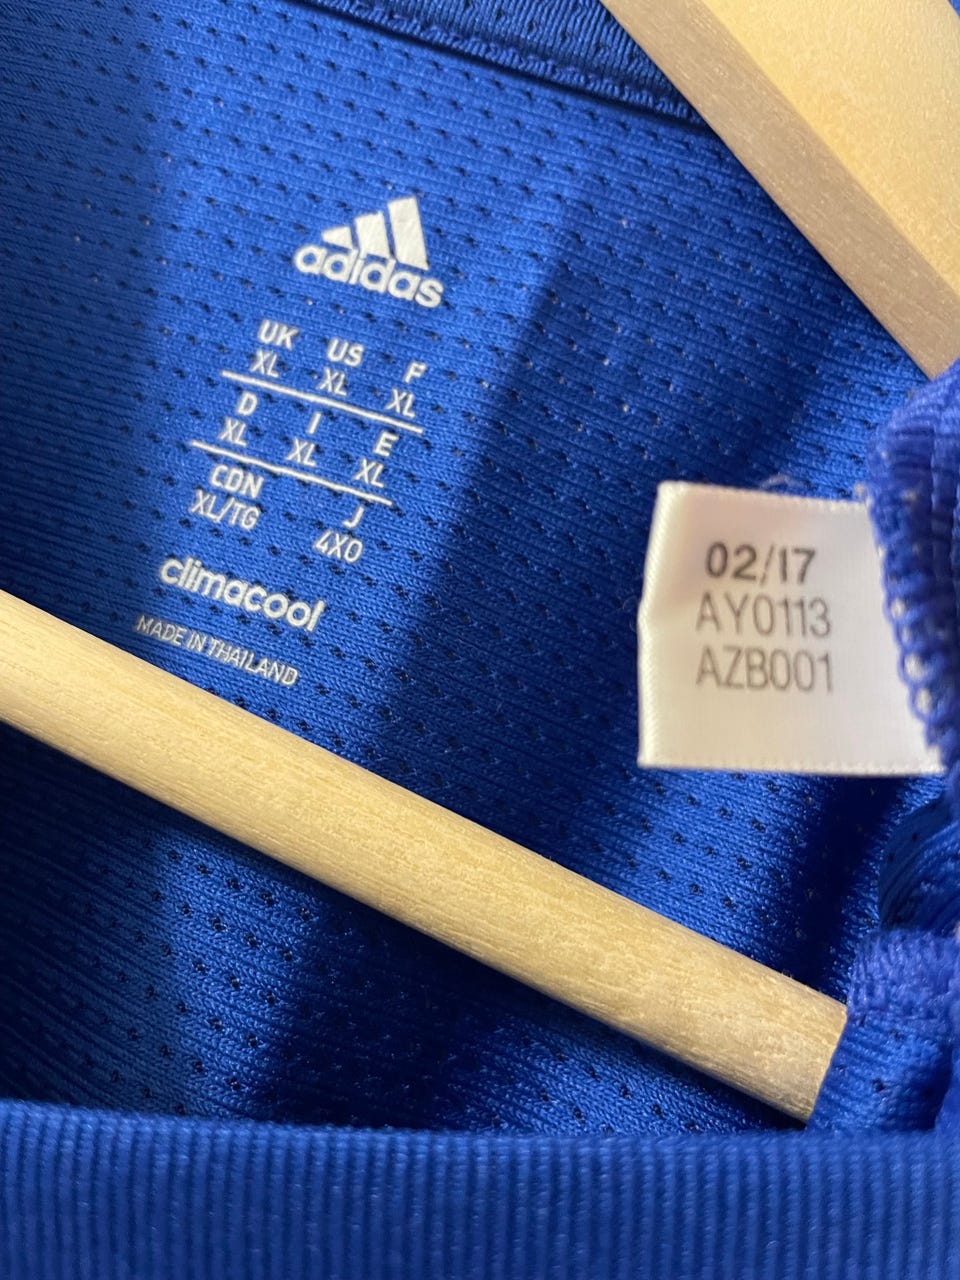 adidas
UK US F
XL XL XL
D I E
XL XL XL
CDN J
XL/TG 4XO
climacool
MADE IN THAILAND
02/17
AY0113
AZB001